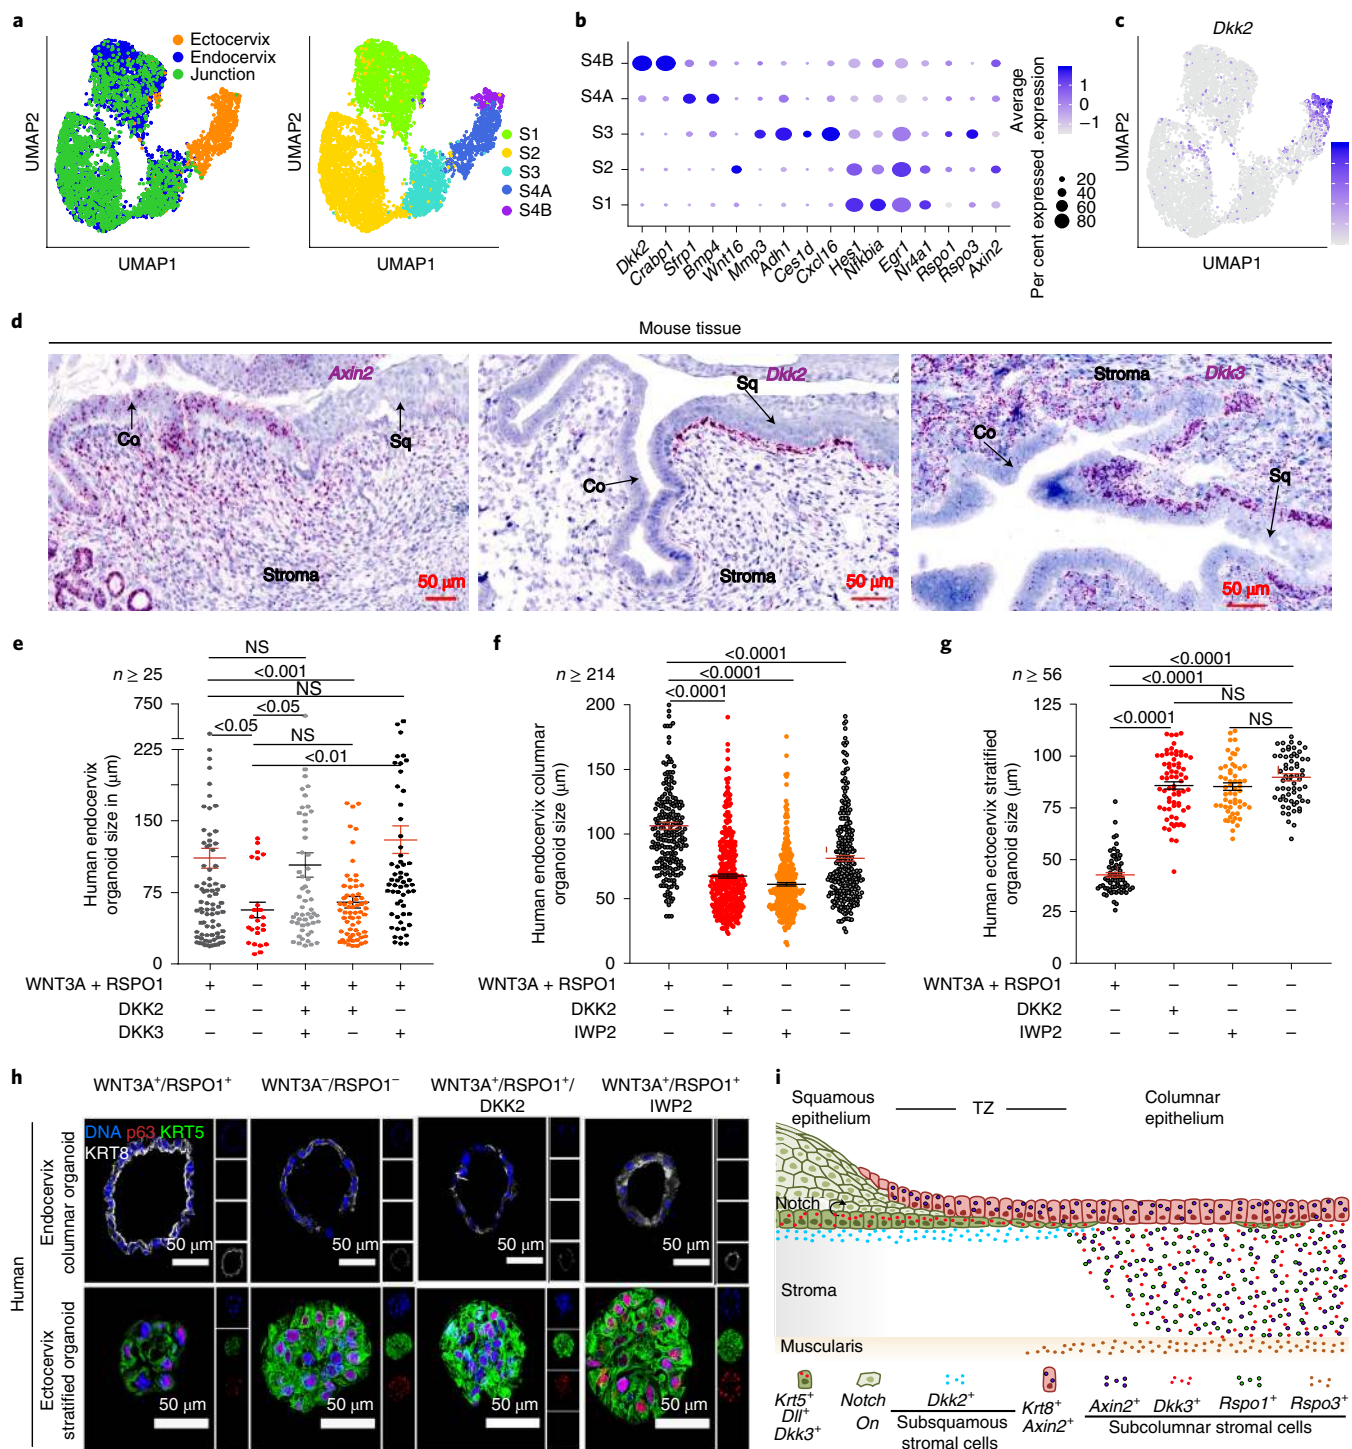 a
Ectocervix
Endocervix
Junction
UMAP2
UMAP1
UMAP2
UMAP1
S1
S2
S3
S4A
S4B
b
S4B
S4A
S3
S2
S1
Dkk2
Crabp1
Sfrp1
Bmp4
Wnt16
Mmp3
Adh1
Ces1d
Cxcl16
Hes1
Nfkbia
Egr1
Nr4a1
Rspo1
Rspo3
Axin2
Average
.expression
1
0
−1
Per cent expressed
20
40
60
80
c
Dkk2
UMAP2
UMAP1
d
Mouse tissue
Axin2
Co
Sq
Stroma
50 µm
Dkk2
Sq
Co
Stroma
50 µm
Stroma
Dkk3
Co
Sq
50 µm
e
n ≥ 25
NS
<0.001
NS
<0.05
<0.05
NS
<0.01
Human endocervix
organoid size in (µm)
750
225
150
75
0
WNT3A + RSPO1 + − + + +
DKK2 − − + + −
DKK3 − − + − +
f
n ≥ 214
<0.0001
<0.0001
<0.0001
Human endocervix columnar
organoid size (µm)
200
150
100
50
0
WNT3A + RSPO1 + − − −
DKK2 − + − −
IWP2 − − + −
g
n ≥ 56
<0.0001
<0.0001
NS
<0.0001
NS
Human ectocervix stratified
organoid size (µm)
125
100
75
50
25
0
WNT3A + RSPO1 + − − −
DKK2 − + − −
IWP2 − − + −
h
WNT3A+/RSPO1+
WNT3A−/RSPO1−
WNT3A+/RSPO1+/
DKK2
WNT3A+/RSPO1+
IWP2
Human
Endocervix
columnar organoid
DNA p63 KRT5
KRT8
50 µm
50 µm
50 µm
50 µm
Ectocervix
stratified organoid
50 µm
50 µm
50 µm
50 µm
i
Squamous
epithelium
TZ
Columnar
epithelium
Notch
Stroma
Muscularis
Krt5+
Dll+
Dkk3+
Notch
On
Dkk2+
Subsquamous
stromal cells
Krt8+
Axin2+
Axin2+
Dkk3+
Rspo1+
Rspo3+
Subcolumnar stromal cells